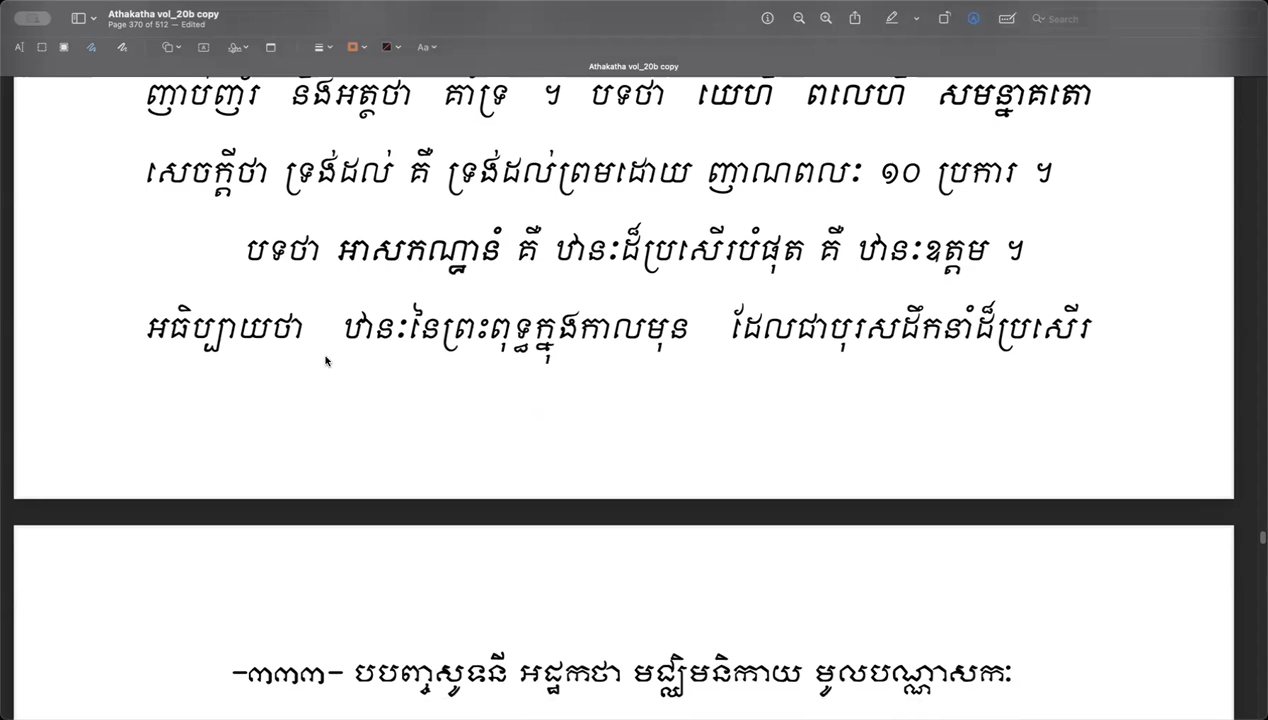 Athakatha vol_20b copy
Page 370 of 512 — Edited
Search
Aa
Athakatha vol_20b copy
ញាប់ញ័រ នឹងអត្ថថា គាំទ្រ ។ បទថា យេហិ ពលេហិ សមន្នាគតោ
សេចក្ដីថា ទ្រង់ដល់ គឺ ទ្រង់ដល់ព្រមដោយ ញាណពលៈ ១០ ប្រការ ។
បទថា អាសភណ្ឋានំ គឺ ឋានៈដ៏ប្រសើរបំផុត គឺ ឋានៈឧត្តម ។
អធិប្បាយថា ឋានៈនៃព្រះពុទ្ធក្នុងកាលមុន ដែលជាបុរសដឹកនាំដ៏ប្រសើរ
-៣៣៣- បបញ្ចសូទនី អដ្ឋកថា មជ្ឈិមនិកាយ មូលបណ្ណាសកៈ